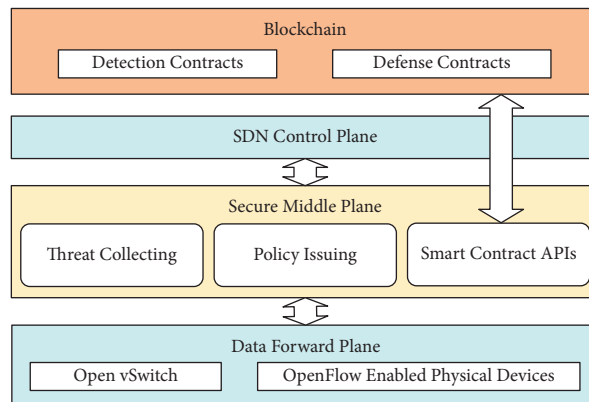 Blockchain
Detection Contracts
Defense Contracts
SDN Control Plane
Secure Middle Plane
Threat Collecting
Policy Issuing
Smart Contract APIs
Data Forward Plane
Open vSwitch
OpenFlow Enabled Physical Devices